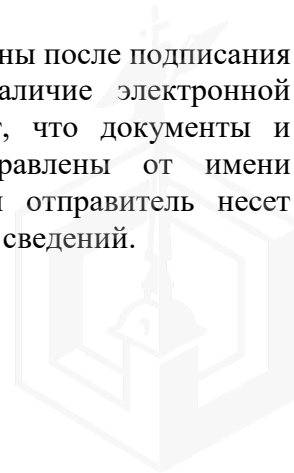 ны после подписания
аличие электронной
т, что документы и
равлены от имени
и отправитель несет
сведений.